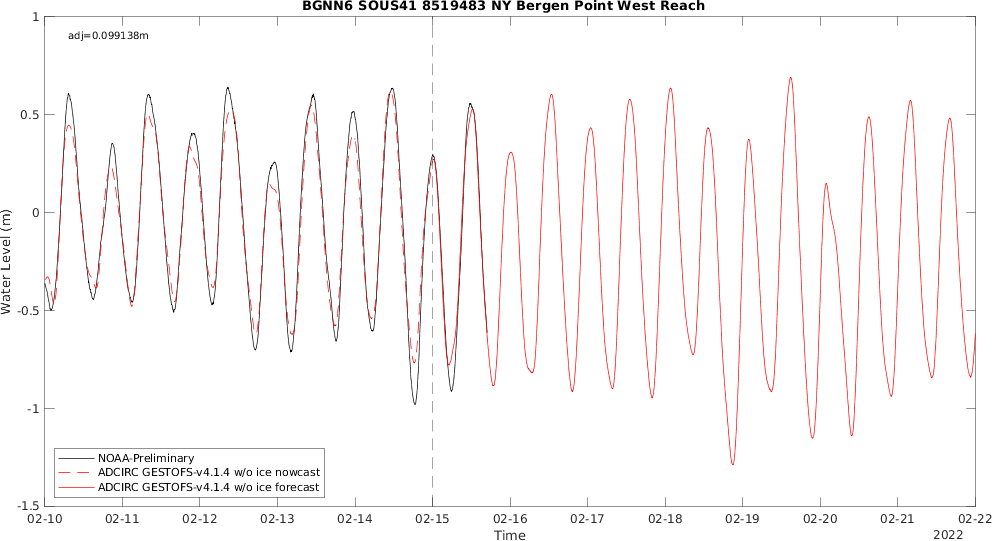 BGNN6 SOUS41 8519483 NY Bergen Point West Reach
adj=0.099138m
1
0.5
0
-0.5
-1
-1.5
Water Level (m)
NOAA-Preliminary
ADCIRC GESTOFS-v4.1.4 w/o ice nowcast
ADCIRC GESTOFS-v4.1.4 w/o ice forecast
02-10 02-11 02-12 02-13 02-14 02-15 02-16 02-17 02-18 02-19 02-20 02-21 02-22
Time
2022